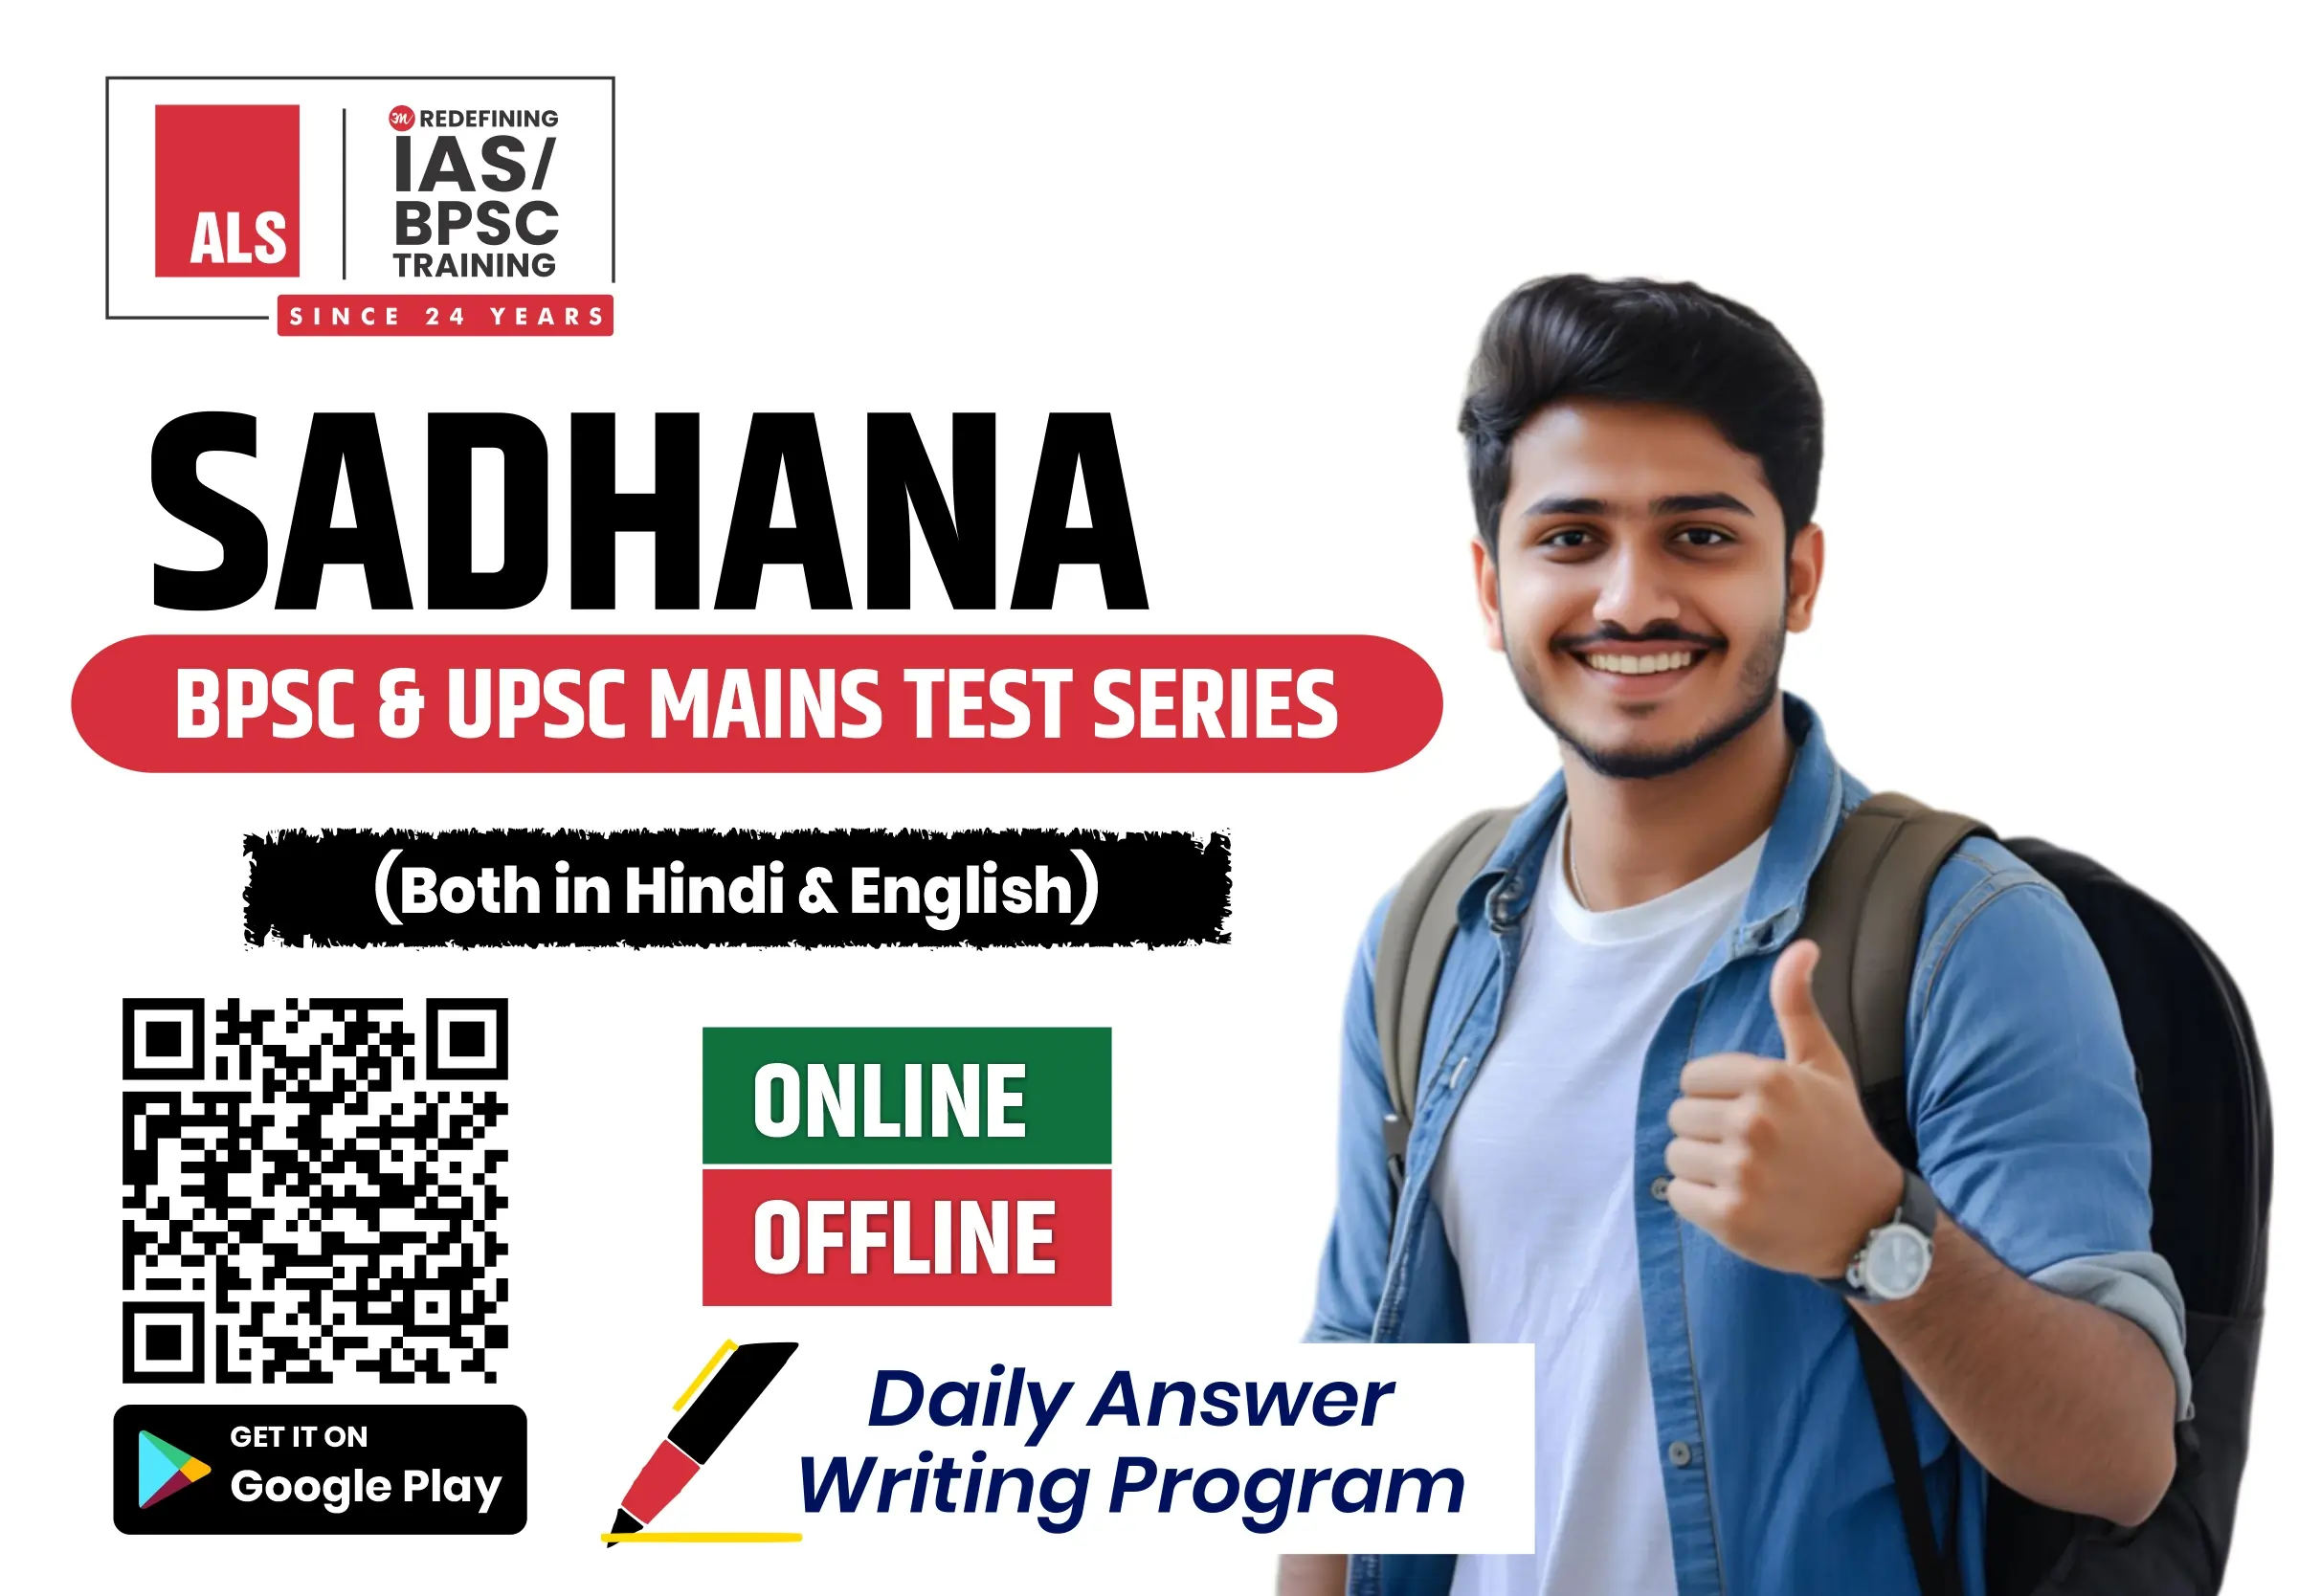 ALS
REDEFINING
IAS/
BPSC
TRAINING
SINCE 24 YEARS
SADHANA
BPSC & UPSC MAINS TEST SERIES
(Both in Hindi & English)
ONLINE
OFFLINE
GET IT ON
Google Play
Daily Answer
Writing Program